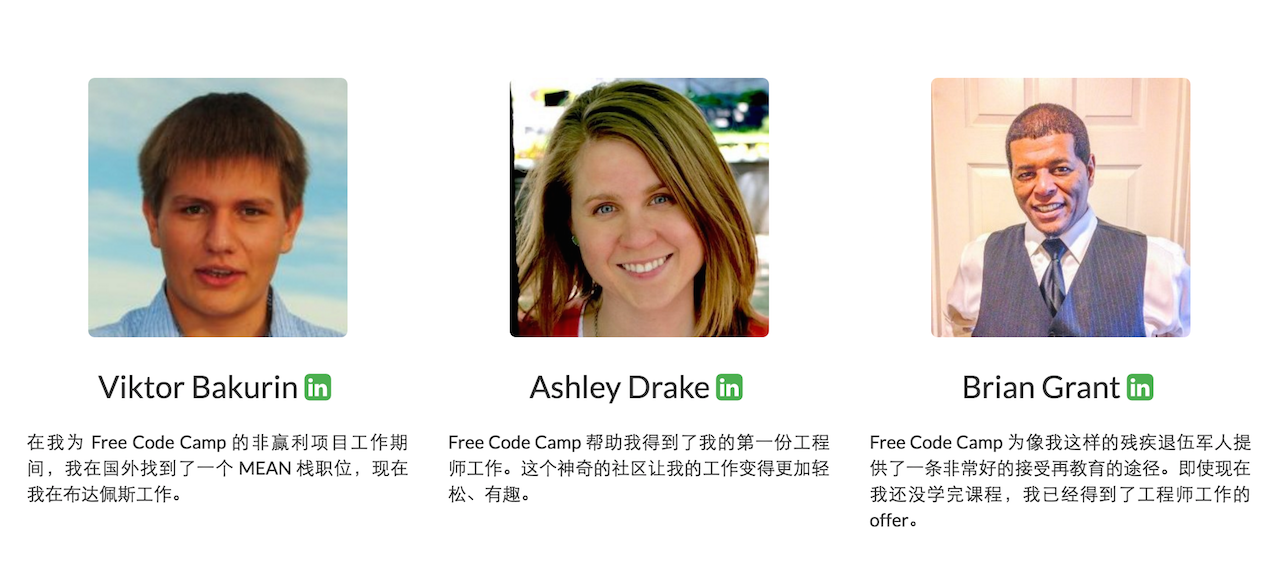 Viktor Bakurin in
在我为 Free Code Camp 的非赢利项目工作期
间，我在国外找到了一个 MEAN 栈职位，现在
我在布达佩斯工作。
Ashley Drake in
Free Code Camp 帮助我得到了我的第一份工程
师工作。这个神奇的社区让我的工作变得更加轻
松、有趣。
Brian Grant in
Free Code Camp 为像我这样的残疾退伍军人提
供了一条非常好的接受再教育的途径。即使现在
我还没学完课程，我已经得到了工程师工作的
offer。